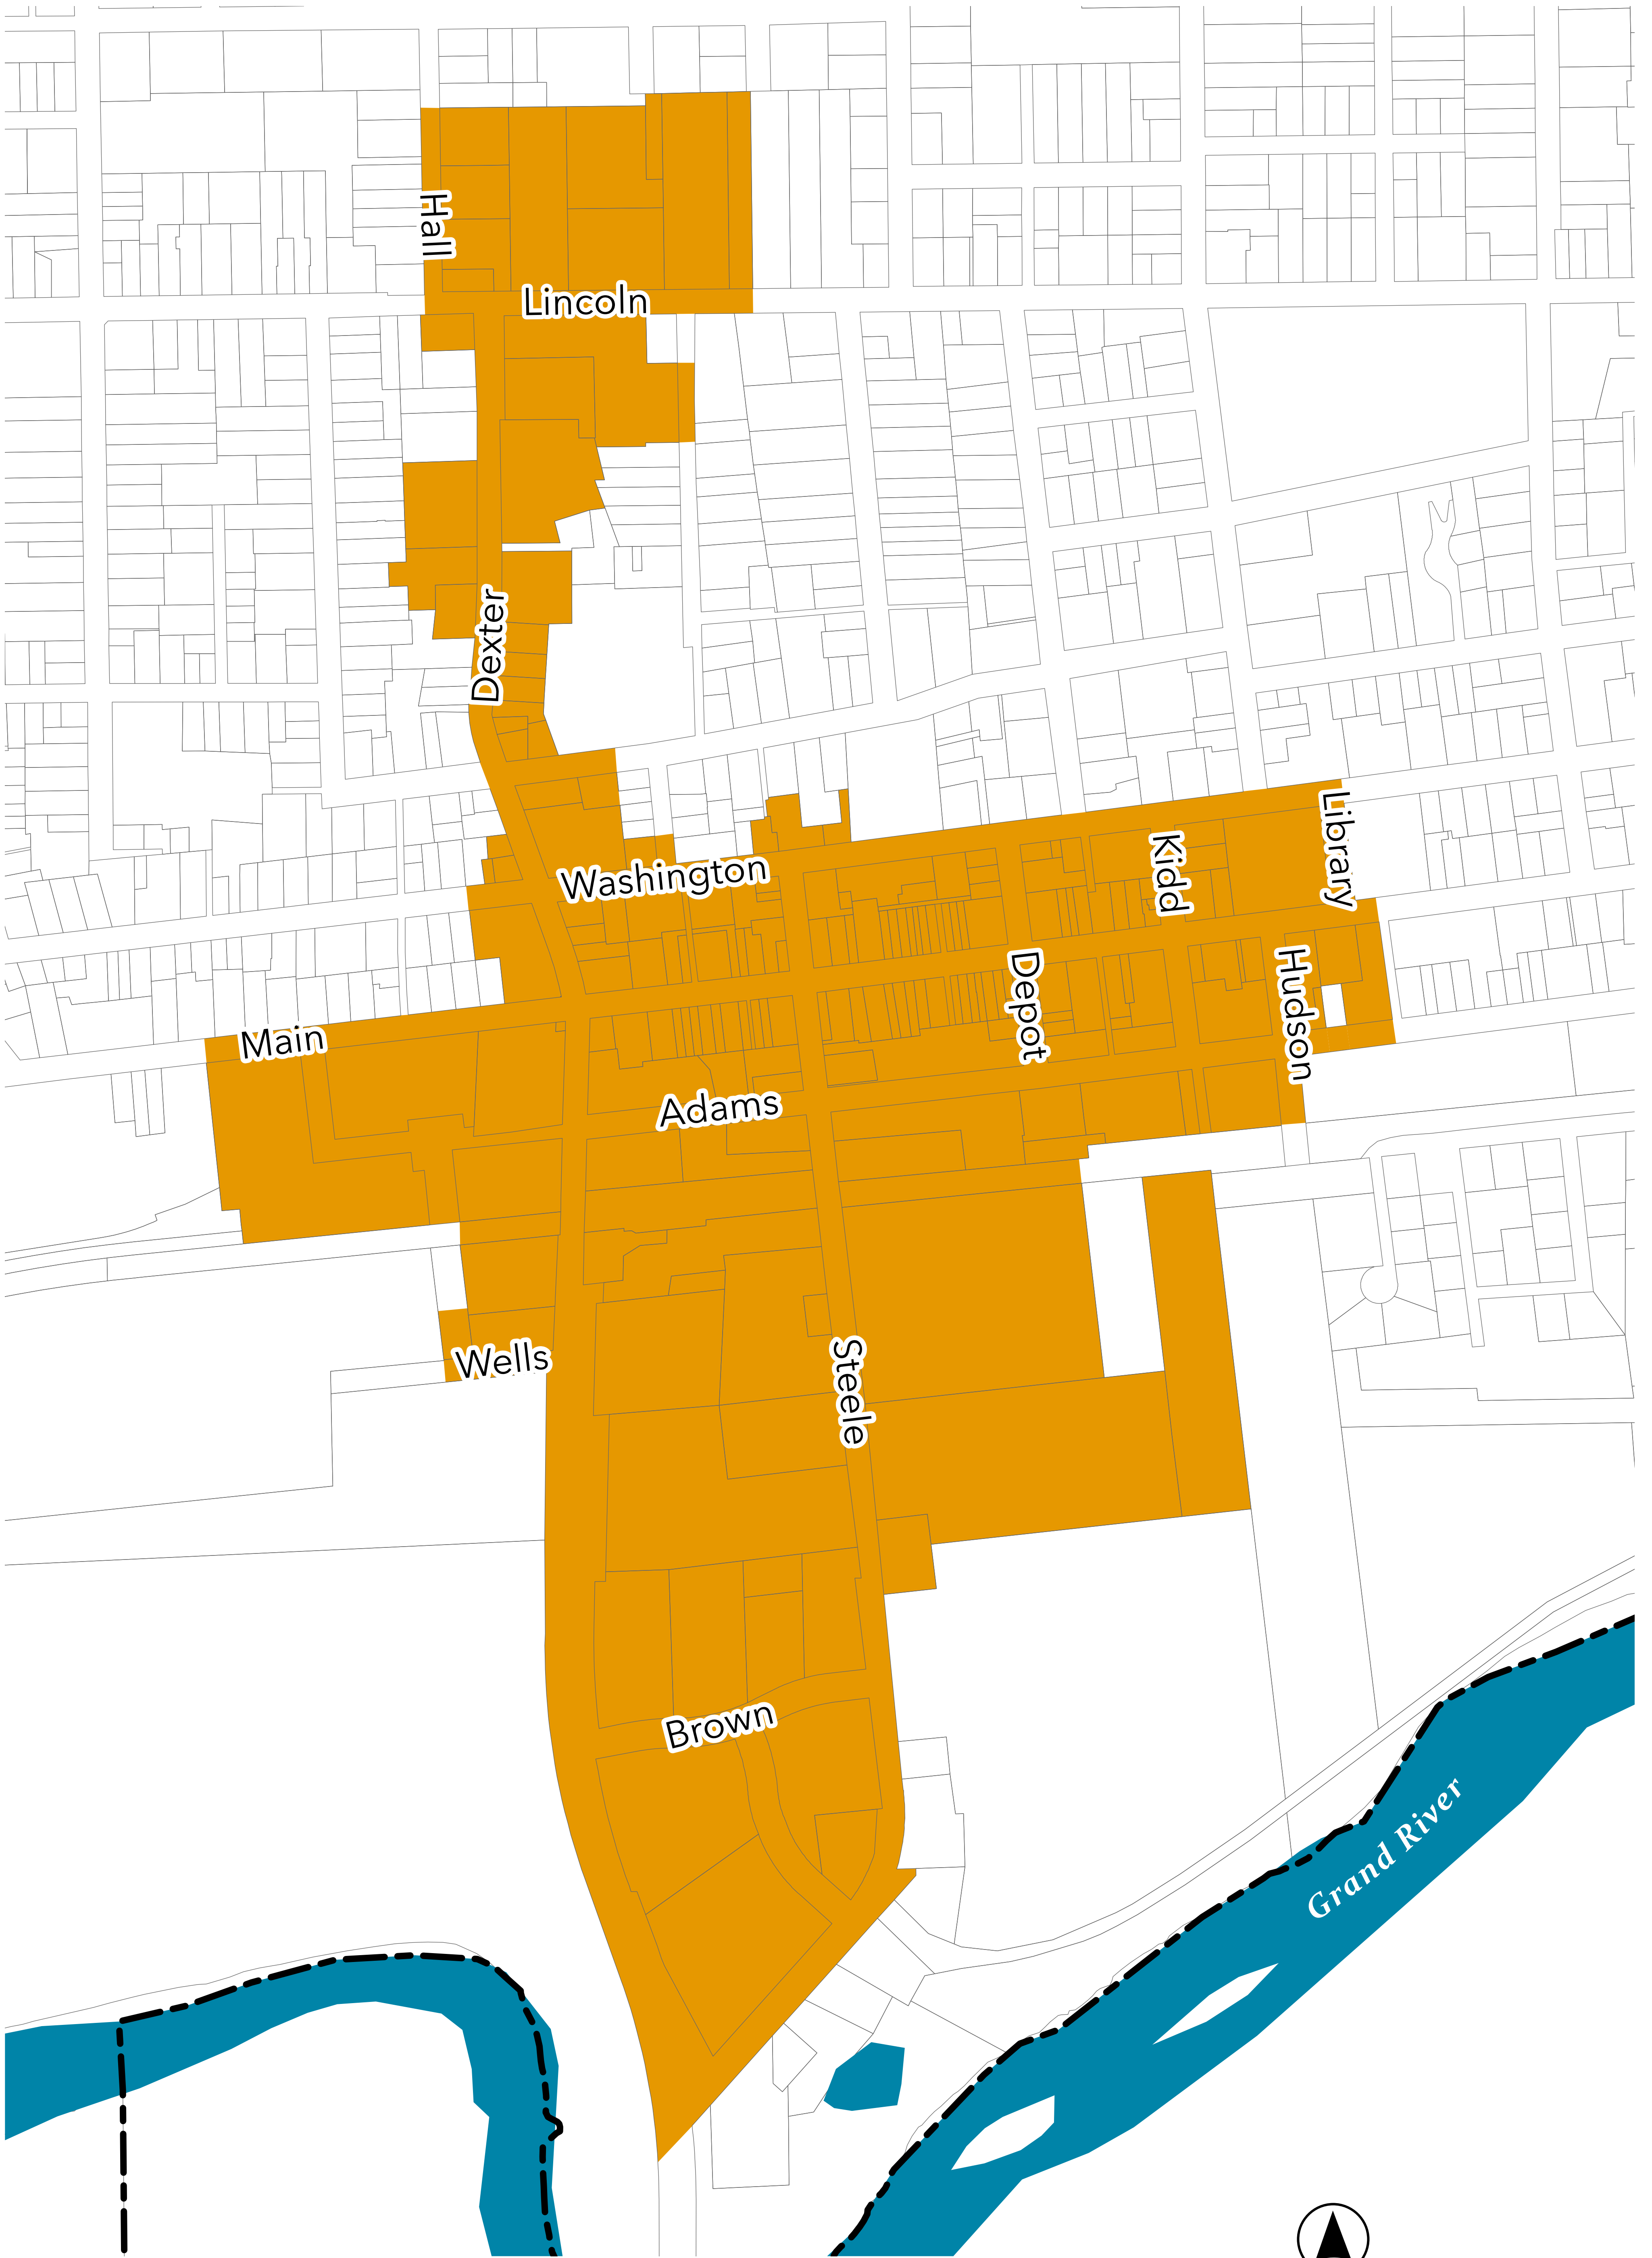 Hall
Lincoln
Dexter
Washington
Kidd
Library
Depot
Hudson
Main
Adams
Wells
Steele
Brown
Grand River